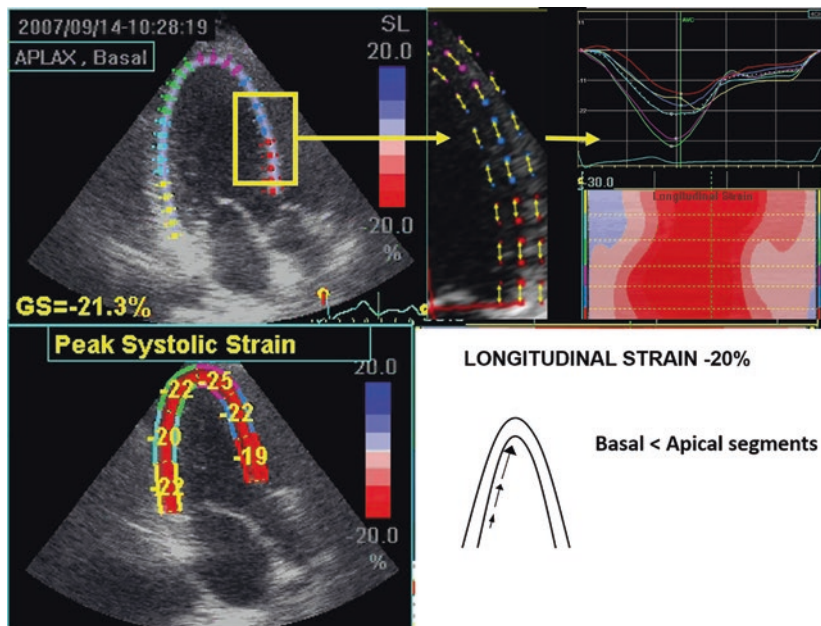 2007/09/14-10:28:19
APLAX , Basal
SL
20.0
-20.0
%
GS=-21.3%
AVC
-30.0
Longitudinal Strain
Peak Systolic Strain
-22
-25
-22
-20
-19
-22
20.0
-20.0
%
LONGITUDINAL STRAIN -20%
Basal < Apical segments